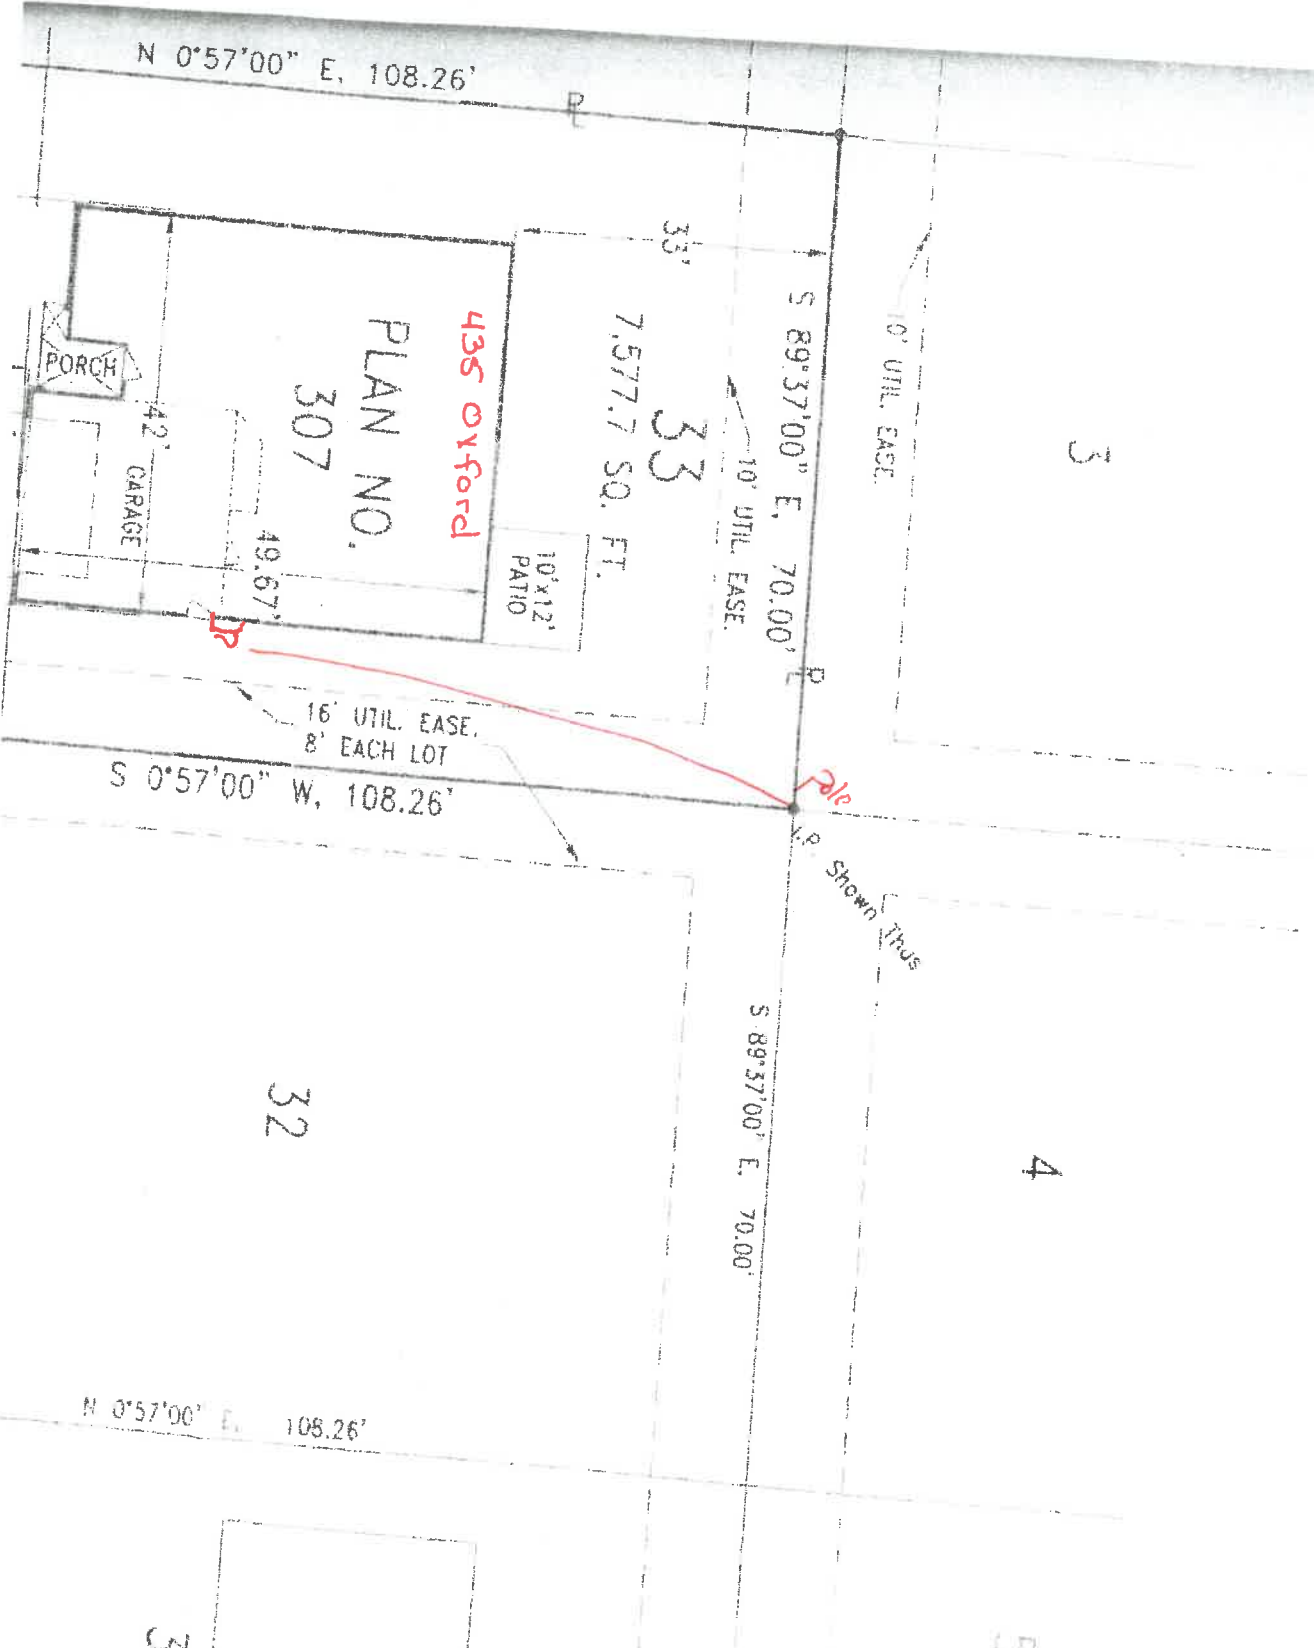 N 0°57'00" E, 108.26'
PL
33'
10' UTIL. EASE.
3
S 89°37'00" E, 70.00'
10' UTIL. EASE.
33
7,577.7 SQ. FT.
435 Oxford
PLAN NO.
307
PORCH
42'
GARAGE
49.67'
10'x12'
PATIO
PL
16' UTIL. EASE,
8' EACH LOT
S 0°57'00" W, 108.26'
I.P. Shown Thus
S 89°37'00" E, 70.00'
32
4
N 0°57'00" E, 108.26'
3